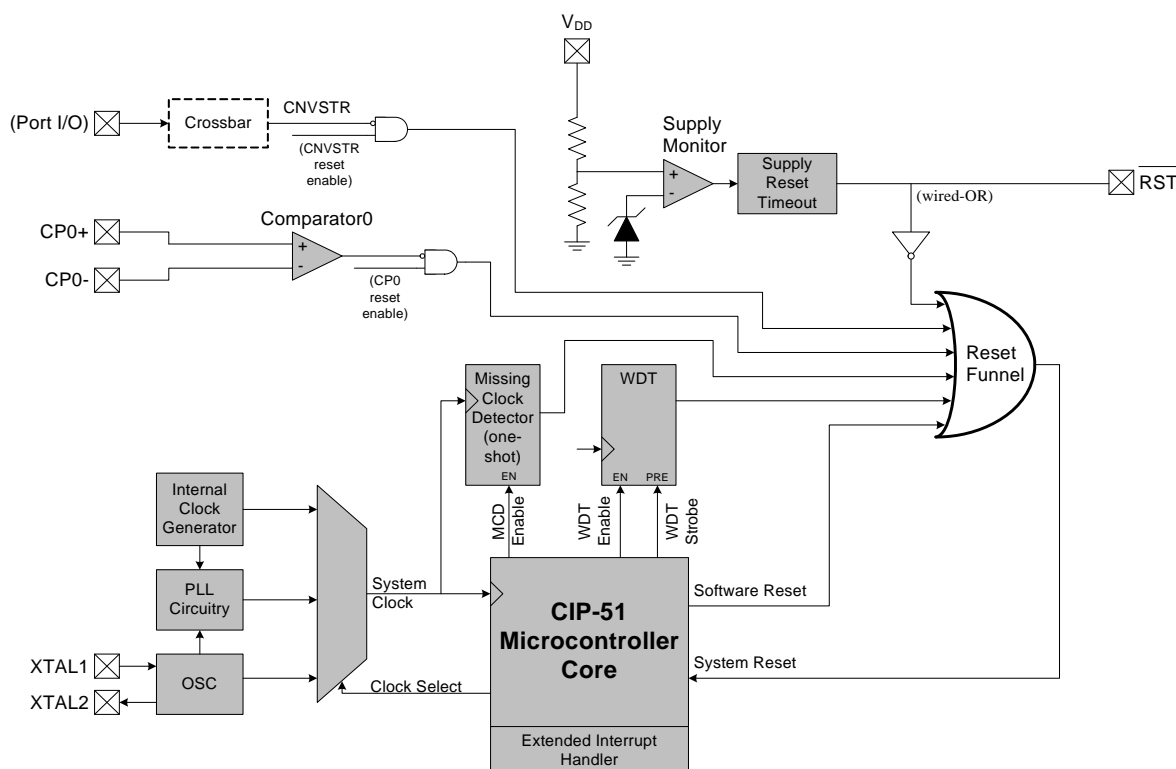 VDD
(Port I/O)
Crossbar
CNVSTR
(CNVSTR
reset
enable)
Supply
Monitor
+
-
Supply
Reset
Timeout
(wired-OR)
RST
CP0+
CP0-
Comparator0
+
-
(CP0
reset
enable)
Reset
Funnel
Missing
Clock
Detector
(one-
shot)
EN
WDT
EN
PRE
MCD
Enable
WDT
Enable
WDT
Strobe
Internal
Clock
Generator
PLL
Circuitry
OSC
XTAL1
XTAL2
System
Clock
Clock Select
CIP-51
Microcontroller
Core
Extended Interrupt
Handler
Software Reset
System Reset